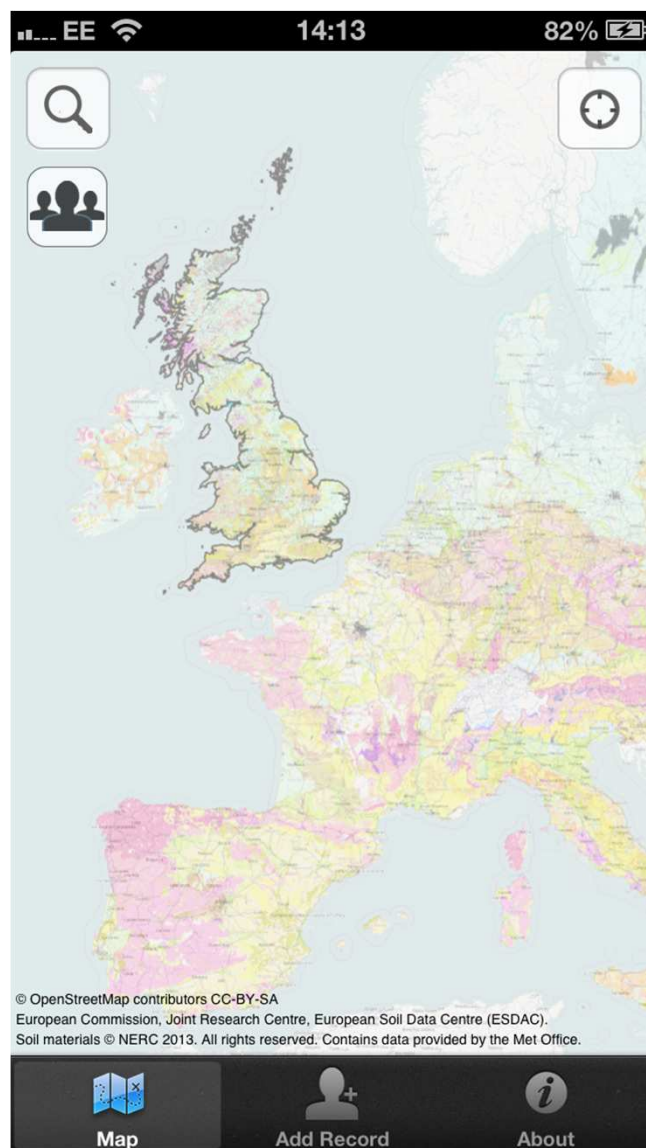 EE 14:13 82%
© OpenStreetMap contributors CC-BY-SA
European Commission, Joint Research Centre, European Soil Data Centre (ESDAC).
Soil materials © NERC 2013. All rights reserved. Contains data provided by the Met Office.
Map Add Record About